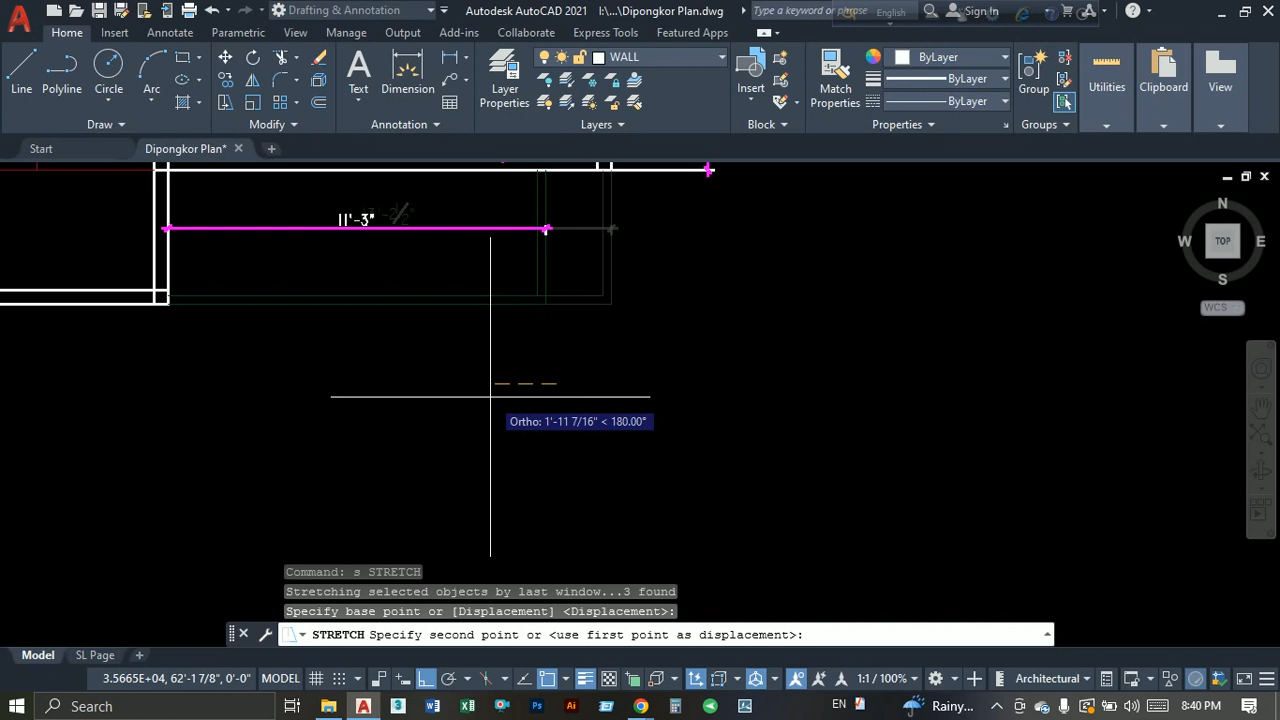 Drafting & Annotation
Autodesk AutoCAD 2021
I:\...\Dipongkor Plan.dwg
Type a keyword or phrase
English
Sign In
Home
Insert
Annotate
Parametric
View
Manage
Output
Add-ins
Collaborate
Express Tools
Featured Apps
WALL
ByLayer
Line
Polyline
Circle
Arc
Text
Dimension
Layer
Properties
Insert
Match
Properties
ByLayer
ByLayer
Group
Utilities
Clipboard
View
Draw
Modify
Annotation
Layers
Block
Properties
Groups
Start
Dipongkor Plan*
11'-3"
N
W
TOP
E
S
WCS
Ortho: 1'-11 7/16" < 180.00°
Command: s STRETCH
Stretching selected objects by last window...3 found
Specify base point or [Displacement] <Displacement>:
STRETCH Specify second point or <use first point as displacement>:
Model
SL Page
3.5665E+04, 62'-1 7/8", 0'-0"
MODEL
1:1 / 100%
Architectural
Search
Rainy...
EN
8:40 PM